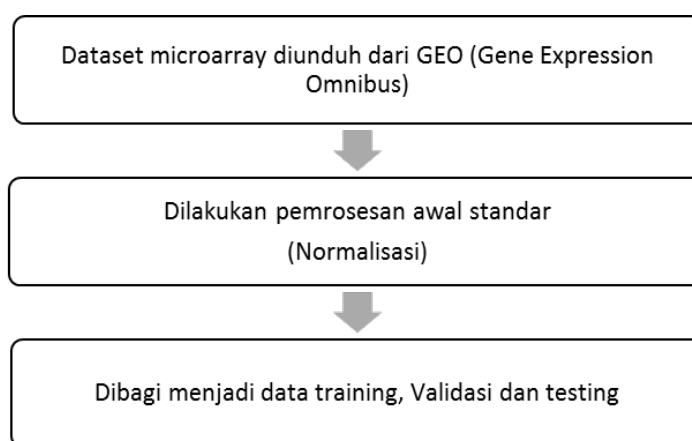 Dataset microarray diunduh dari GEO (Gene Expression
Omnibus)
Dilakukan pemrosesan awal standar
(Normalisasi)
Dibagi menjadi data training, Validasi dan testing